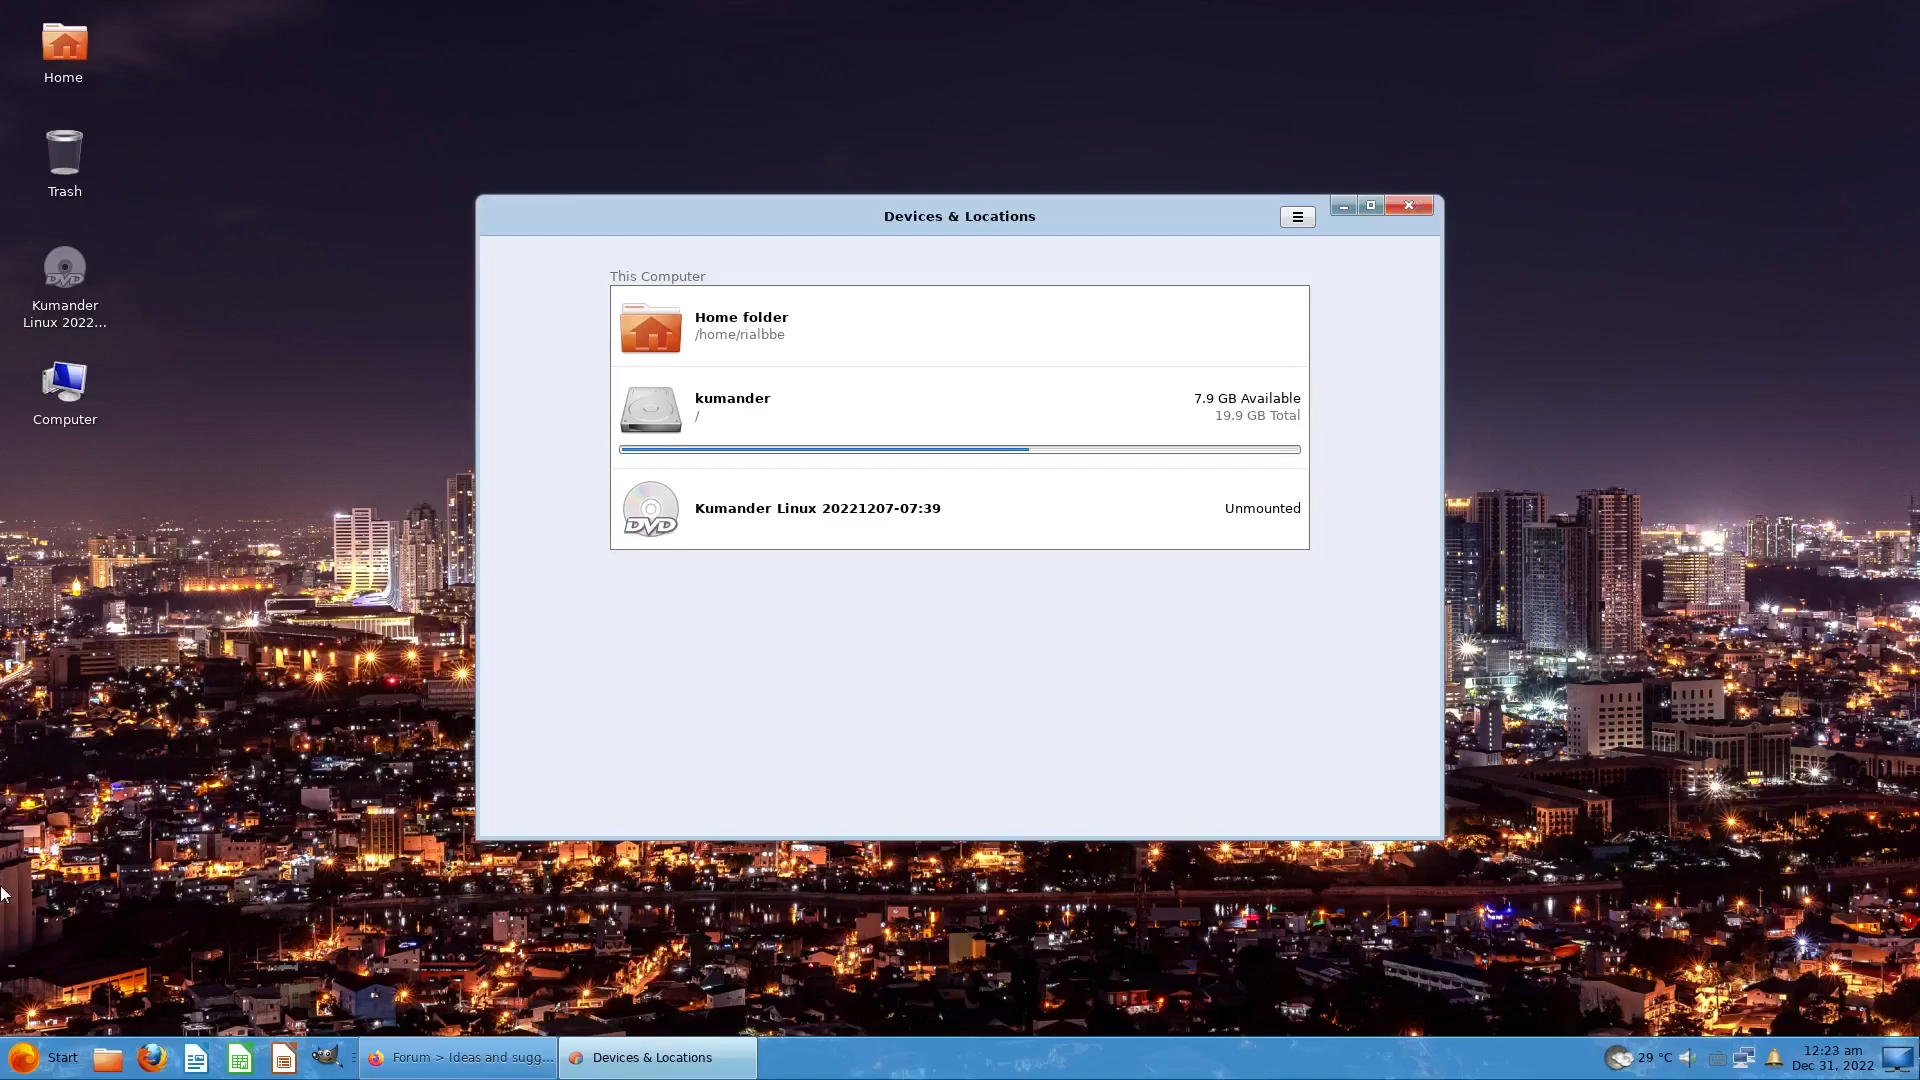 Home
Trash
Kumander
Linux 2022...
Computer
Devices & Locations
This Computer
Home folder
/home/rialbbe
kumander
/
7.9 GB Available
19.9 GB Total
DVD
Kumander Linux 20221207-07:39
Unmounted
Start
Forum > Ideas and sugg...
Devices & Locations
29 °C
12:23 am
Dec 31, 2022